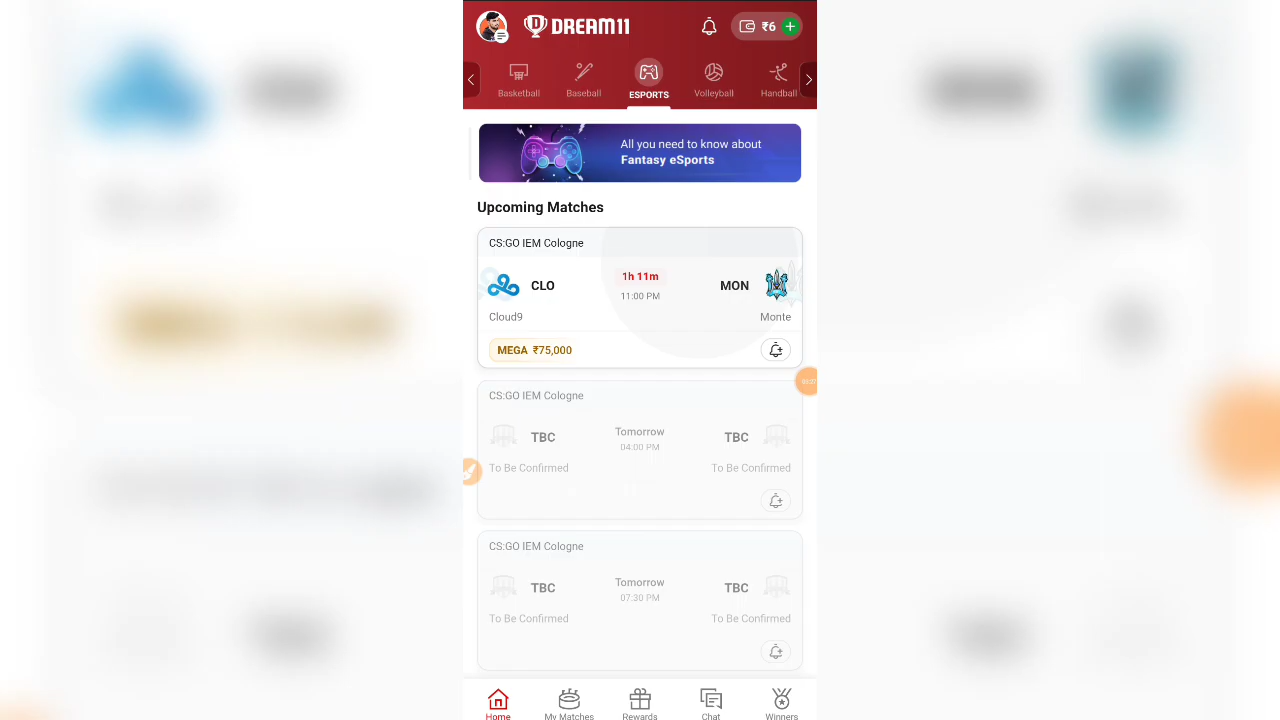 DREAM11
₹6
Basketball
Baseball
ESPORTS
Volleyball
Handball
All you need to know about
Fantasy eSports
Upcoming Matches
CS:GO IEM Cologne
CLO
1h 11m
11:00 PM
MON
Cloud9
Monte
MEGA ₹75,000
CS:GO IEM Cologne
TBC
Tomorrow
04:00 PM
TBC
To Be Confirmed
To Be Confirmed
CS:GO IEM Cologne
TBC
Tomorrow
07:30 PM
TBC
To Be Confirmed
To Be Confirmed
Home
My Matches
Rewards
Chat
Winners